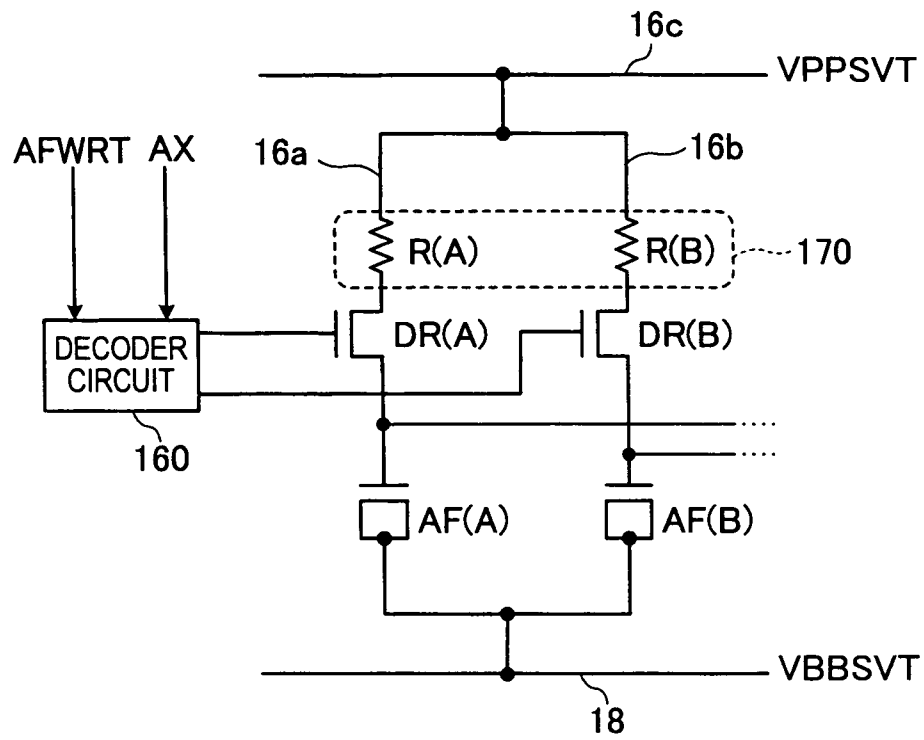 16c
VPPSVT
AFWRT AX
16a
16b
R(A)
R(B)
170
DECODER
CIRCUIT
DR(A)
DR(B)
160
AF(A)
AF(B)
VBBSVT
18